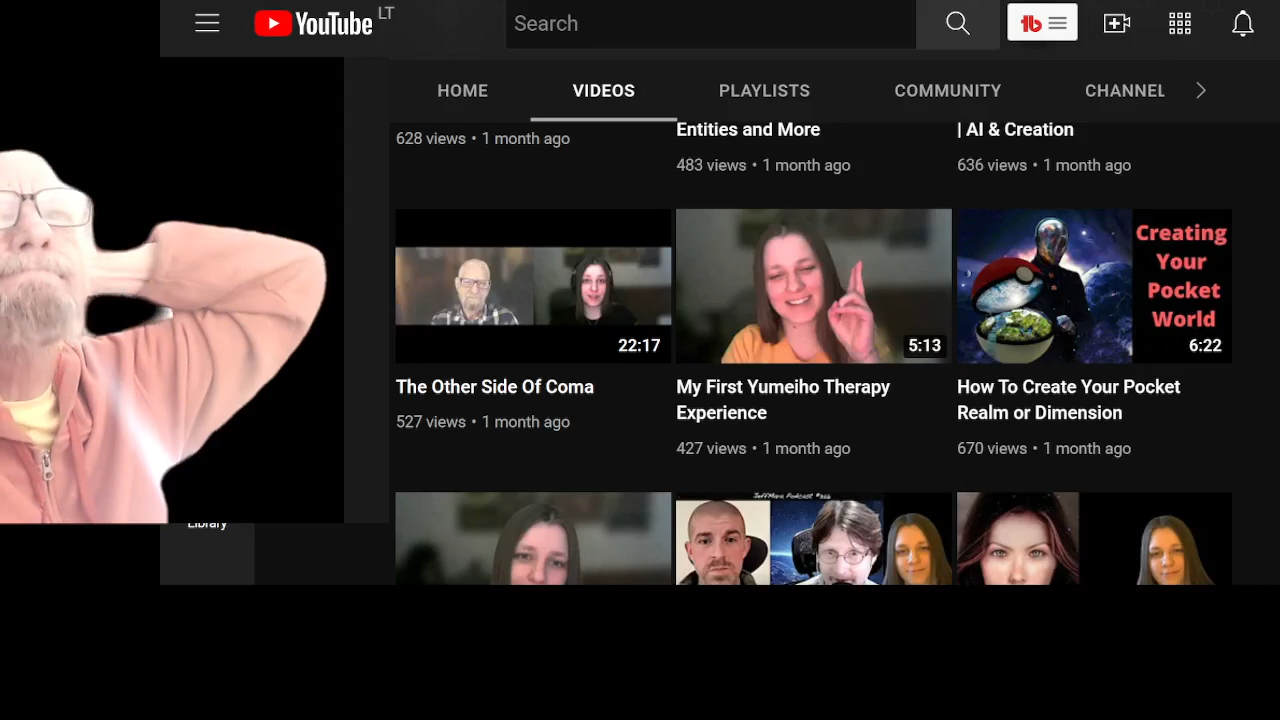 YouTube LT
Search
HOME VIDEOS PLAYLISTS COMMUNITY CHANNEL
628 views • 1 month ago
Entities and More
483 views • 1 month ago
| AI & Creation
636 views • 1 month ago
22:17
The Other Side Of Coma
527 views • 1 month ago
5:13
My First Yumeiho Therapy
Experience
427 views • 1 month ago
Creating
Your
Pocket
World
6:22
How To Create Your Pocket
Realm or Dimension
670 views • 1 month ago
Library